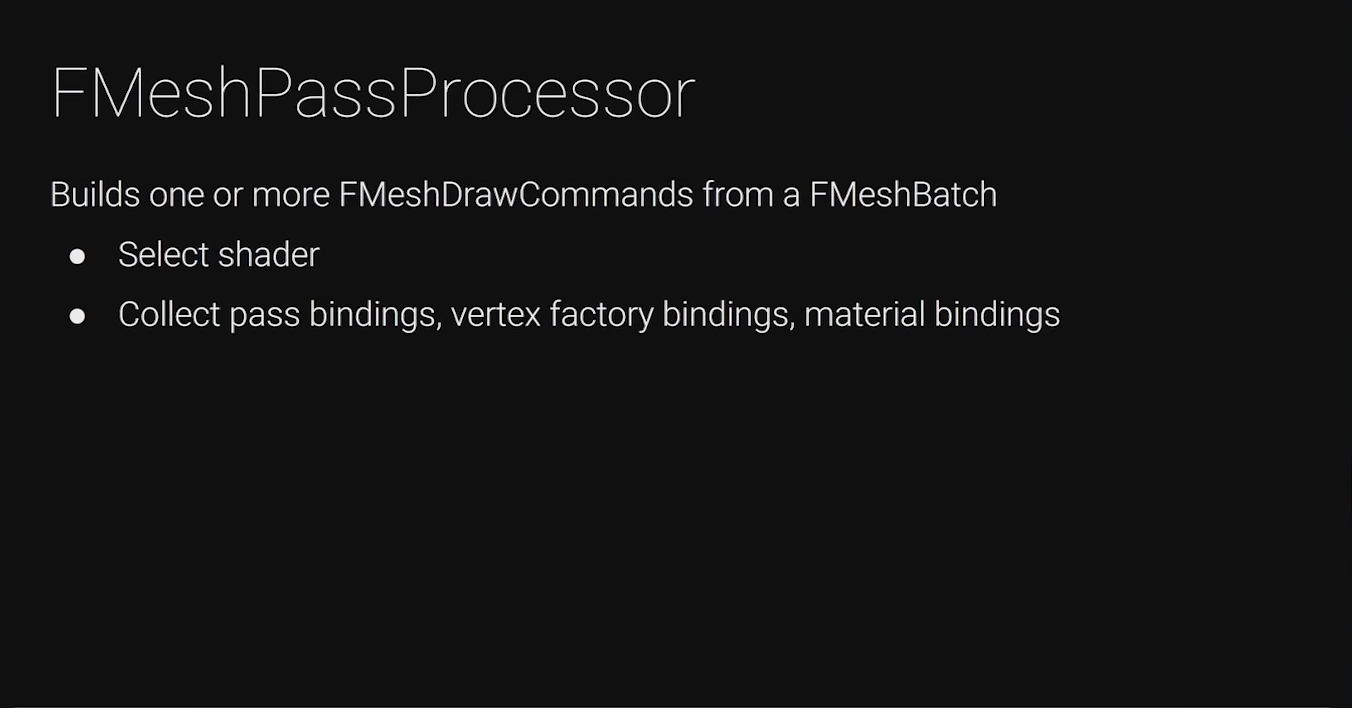 FMeshPassProcessor
Builds one or more FMeshDrawCommands from a FMeshBatch
● Select shader
● Collect pass bindings, vertex factory bindings, material bindings